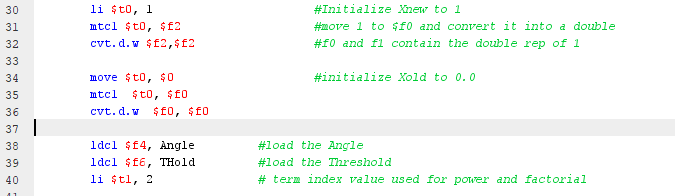 30 li $t0, 1 #Initialize Xnew to 1
31 mtc1 $t0, $f2 #move 1 to $f0 and convert it into a double
32 cvt.d.w $f2,$f2 #f0 and f1 contain the double rep of 1
33
34 move $t0, $0 #initialize Xold to 0.0
35 mtc1 $t0, $f0
36 cvt.d.w $f0, $f0
37
38 ldc1 $f4, Angle #load the Angle
39 ldc1 $f6, THold #load the Threshold
40 li $t1, 2 # term index value used for power and factorial